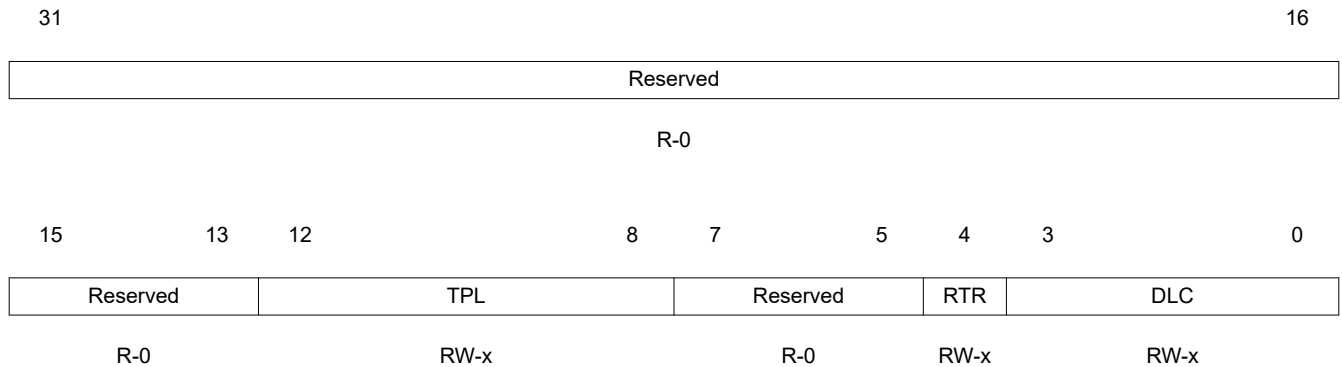 31 16
Reserved
R-0
15 13 12 8 7 5 4 3 0
Reserved TPL Reserved RTR DLC
R-0 RW-x R-0 RW-x RW-x